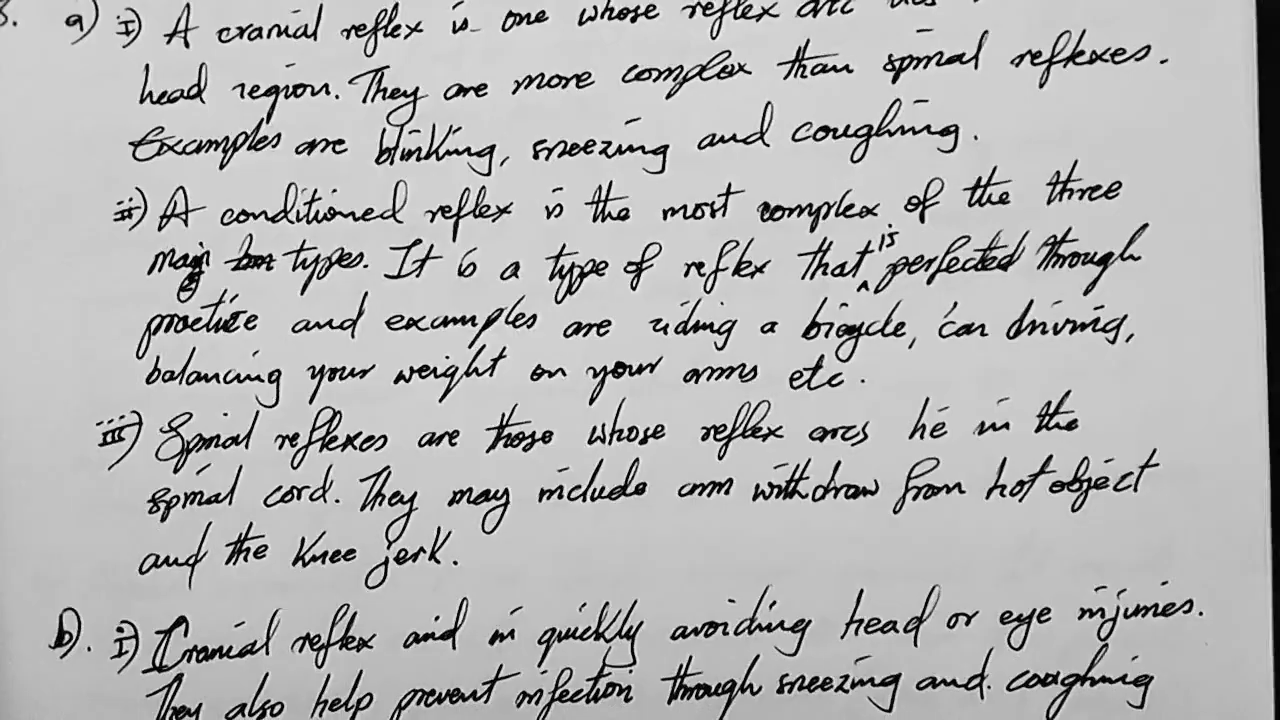 3. a) i) A cranial reflex is one whose reflex arc lies
head region. They are more complex than spinal reflexes.
Examples are blinking, sneezing and coughing.
ii) A conditioned reflex is the most complex of the three
main types. It is a type of reflex that is perfected through
practice and examples are riding a bicycle, car driving,
balancing your weight on your arms etc.
iii) Spinal reflexes are those whose reflex arcs lie in the
spinal cord. They may include arm withdraw from hot object
and the knee jerk.
b). i) Cranial reflex aid in quickly avoiding head or eye injuries.
They also help prevent infection through sneezing and coughing